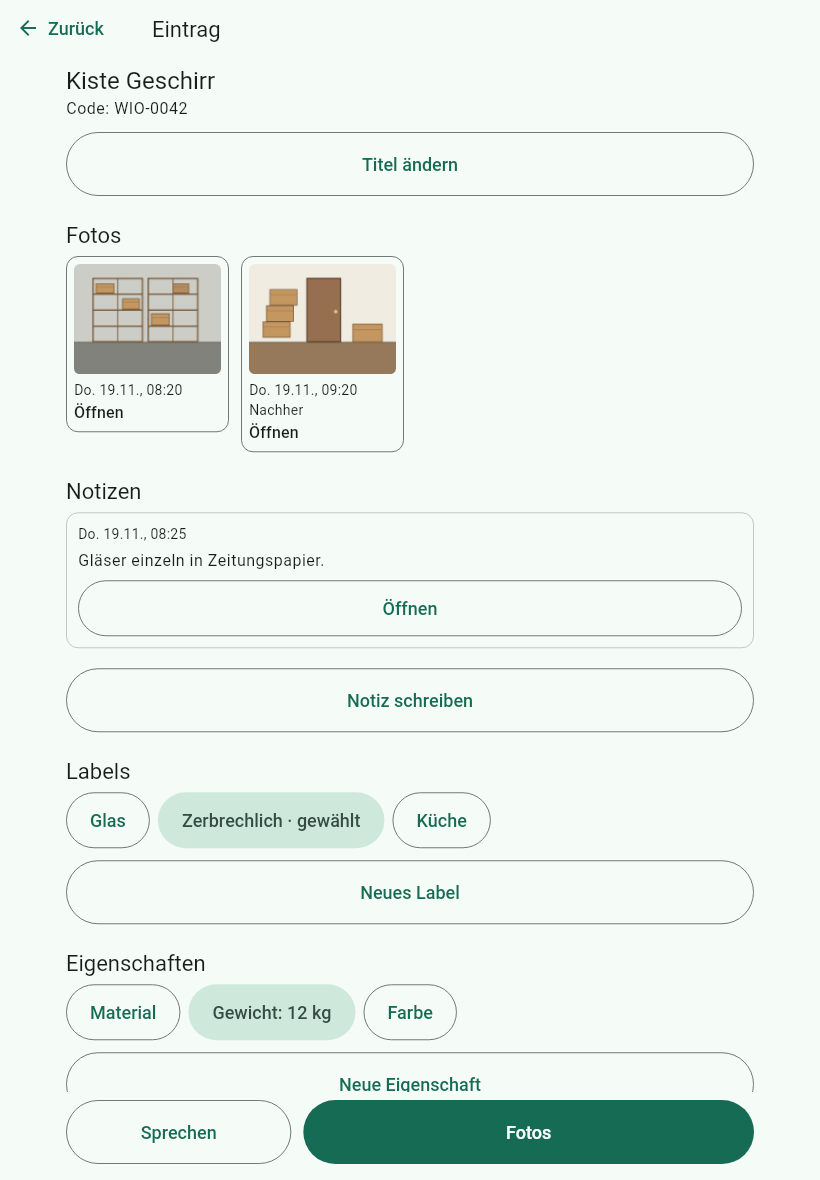 Zurück
Eintrag
Kiste Geschirr
Code: WIO-0042
Titel ändern
Fotos
Do. 19.11., 08:20
Öffnen
Do. 19.11., 09:20
Nachher
Öffnen
Notizen
Do. 19.11., 08:25
Gläser einzeln in Zeitungspapier.
Öffnen
Notiz schreiben
Labels
Glas
Zerbrechlich · gewählt
Küche
Neues Label
Eigenschaften
Material
Gewicht: 12 kg
Farbe
Neue Eigenschaft
Sprechen
Fotos